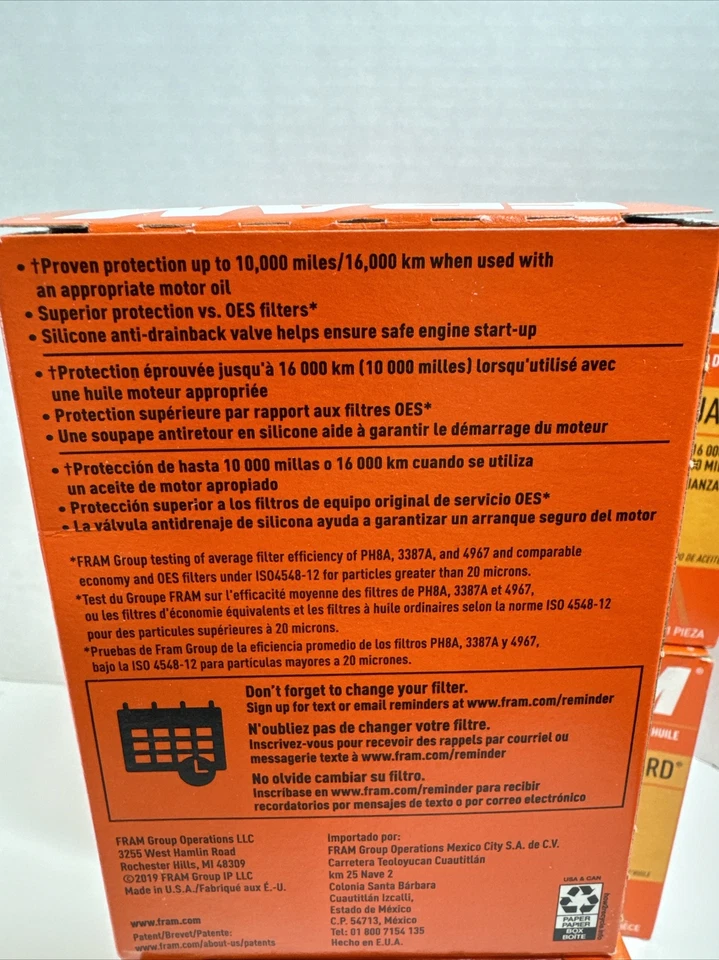 • †Proven protection up to 10,000 miles/16,000 km when used with
an appropriate motor oil
• Superior protection vs. OES filters*
• Silicone anti-drainback valve helps ensure safe engine start-up
• †Protection éprouvée jusqu'à 16 000 km (10 000 milles) lorsqu'utilisé avec
une huile moteur appropriée
• Protection supérieure par rapport aux filtres OES*
• Une soupape antiretour en silicone aide à garantir le démarrage du moteur
• †Protección de hasta 10 000 millas o 16 000 km cuando se utiliza
un aceite de motor apropiado
• Protección superior a los filtros de equipo original de servicio OES*
• La válvula antidrenaje de silicona ayuda a garantizar un arranque seguro del motor
*FRAM Group testing of average filter efficiency of PH8A, 3387A, and 4967 and comparable
economy and OES filters under ISO4548-12 for particles greater than 20 microns.
*Test du Groupe FRAM sur l'efficacité moyenne des filtres de PH8A, 3387A et 4967,
ou les filtres d'économie équivalents et les filtres à huile ordinaires selon la norme ISO 4548-12
pour des particules supérieures à 20 microns.
*Pruebas de Fram Group de la eficiencia promedio de los filtros PH8A, 3387A y 4967,
bajo la ISO 4548-12 para partículas mayores a 20 micrones.
Don't forget to change your filter.
Sign up for text or email reminders at www.fram.com/reminder
N'oubliez pas de changer votre filtre.
Inscrivez-vous pour recevoir des rappels par courriel ou
messagerie texte à www.fram.com/reminder
No olvide cambiar su filtro.
Inscríbase en www.fram.com/reminder para recibir
recordatorios por mensajes de texto o por correo electrónico
FRAM Group Operations LLC
3255 West Hamlin Road
Rochester Hills, MI 48309
©2019 FRAM Group IP LLC
Made in U.S.A./Fabriqué aux É.-U.
www.fram.com
Patent/Brevet/Patente:
www.fram.com/about-us/patents
Importado por:
FRAM Group Operations Mexico City S.A. de C.V.
Carretera Teoloyucan Cuautitlán
km 25 Nave 2
Colonia Santa Bárbara
Cuautitlán Izcalli,
Estado de México
C.P. 54713, México
Tel: 01 800 7154 135
Hecho en E.U.A.
USA & CAN
PAPER
PAPIER
BOX
BOÎTE
PIEZA
M
HUILE
RD®